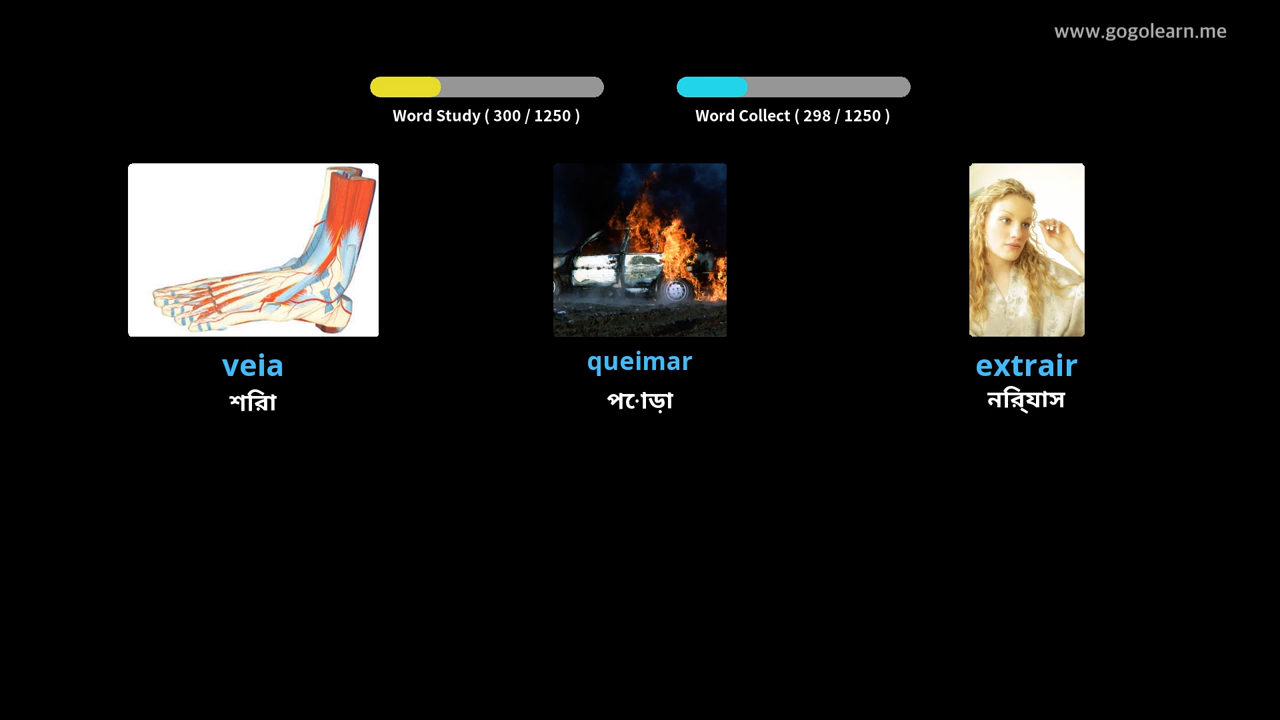 www.gogolearn.me
Word Study ( 300 / 1250 )
Word Collect ( 298 / 1250 )
veia
শিরা
queimar
পোড়া
extrair
নির্যাস